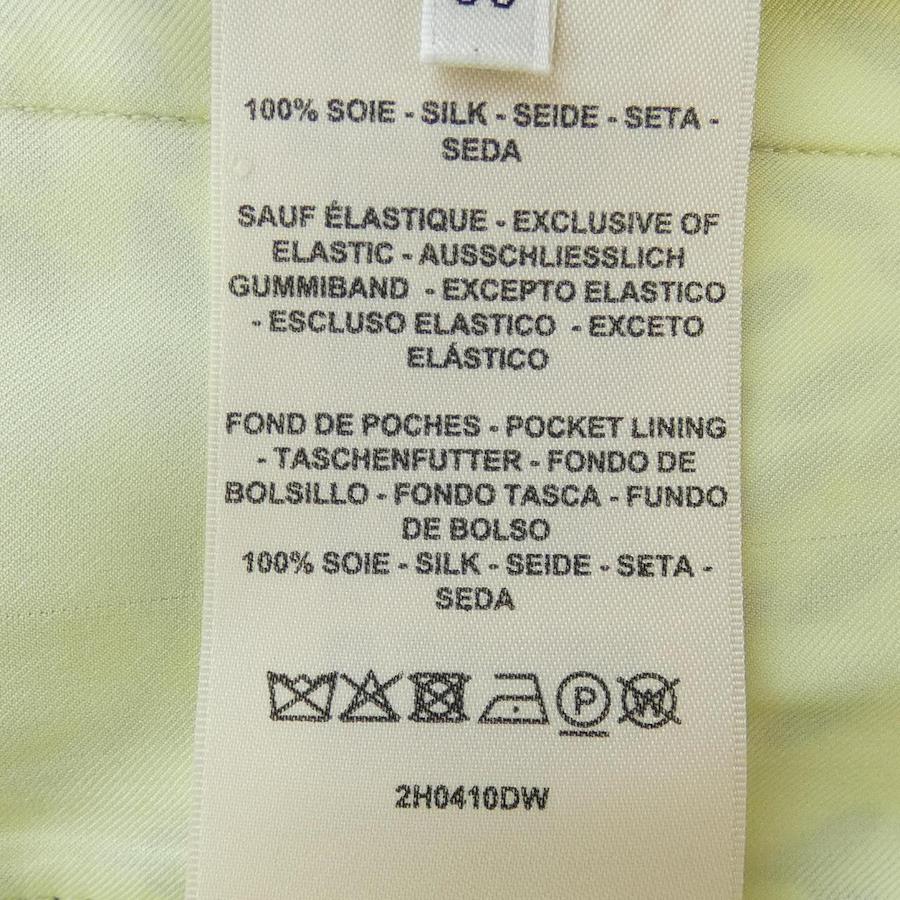 100% SOIE - SILK - SEIDE - SETA -
SEDA
SAUF ÉLASTIQUE - EXCLUSIVE OF
ELASTIC - AUSSCHLIESSLICH
GUMMIBAND - EXCEPTO ELASTICO
- ESCLUSO ELASTICO - EXCETO
ELÁSTICO
FOND DE POCHES - POCKET LINING
- TASCHENFUTTER - FONDO DE
BOLSILLO - FONDO TASCA - FUNDO
DE BOLSO
100% SOIE - SILK - SEIDE - SETA -
SEDA
P W
2H0410DW